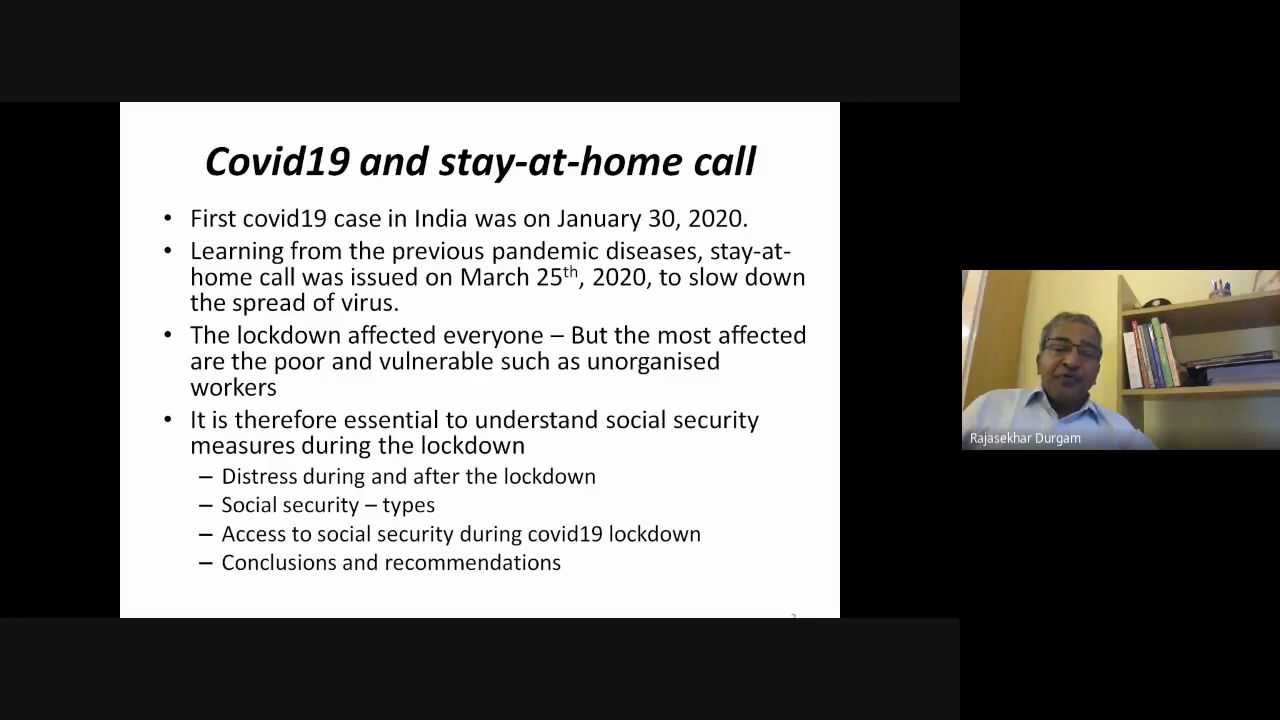 Covid19 and stay-at-home call
• First covid19 case in India was on January 30, 2020.
• Learning from the previous pandemic diseases, stay-at-
home call was issued on March 25th, 2020, to slow down
the spread of virus.
• The lockdown affected everyone – But the most affected
are the poor and vulnerable such as unorganised
workers
• It is therefore essential to understand social security
measures during the lockdown
– Distress during and after the lockdown
– Social security – types
– Access to social security during covid19 lockdown
– Conclusions and recommendations
Rajasekhar Durgam